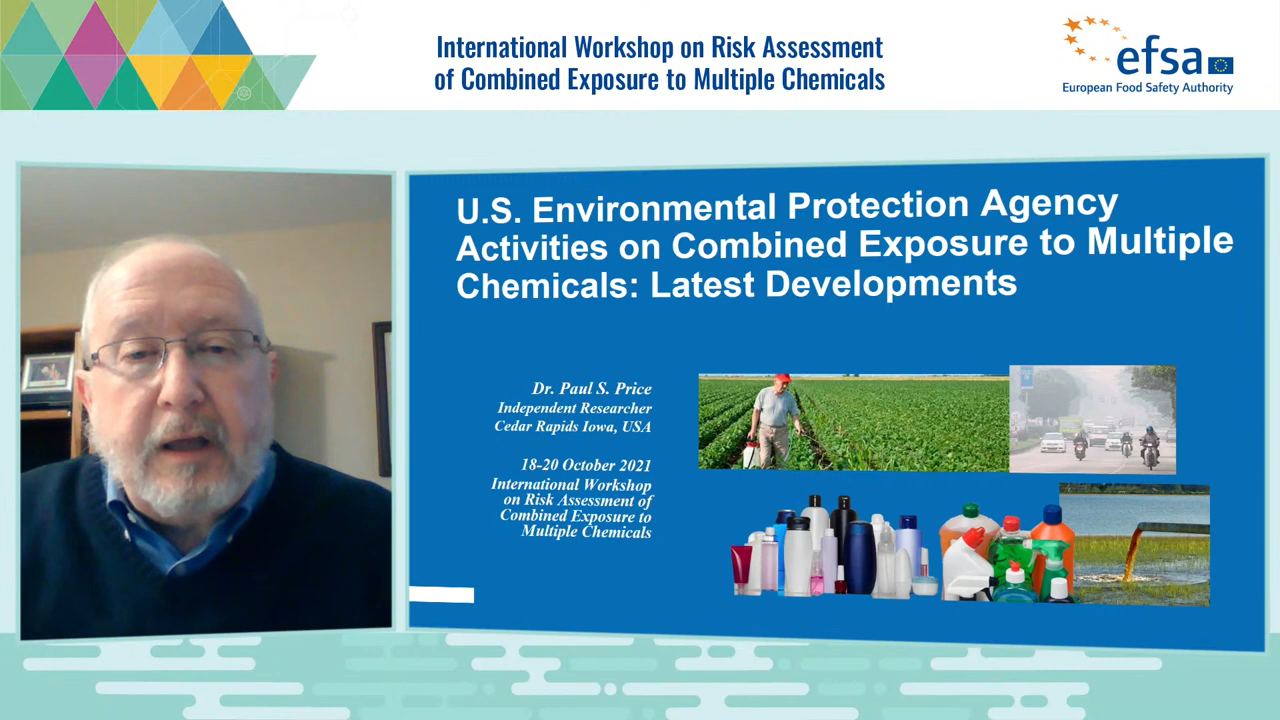 International Workshop on Risk Assessment
of Combined Exposure to Multiple Chemicals
efsa
European Food Safety Authority
U.S. Environmental Protection Agency
Activities on Combined Exposure to Multiple
Chemicals: Latest Developments
Dr. Paul S. Price
Independent Researcher
Cedar Rapids Iowa, USA
18-20 October 2021
International Workshop
on Risk Assessment of
Combined Exposure to
Multiple Chemicals